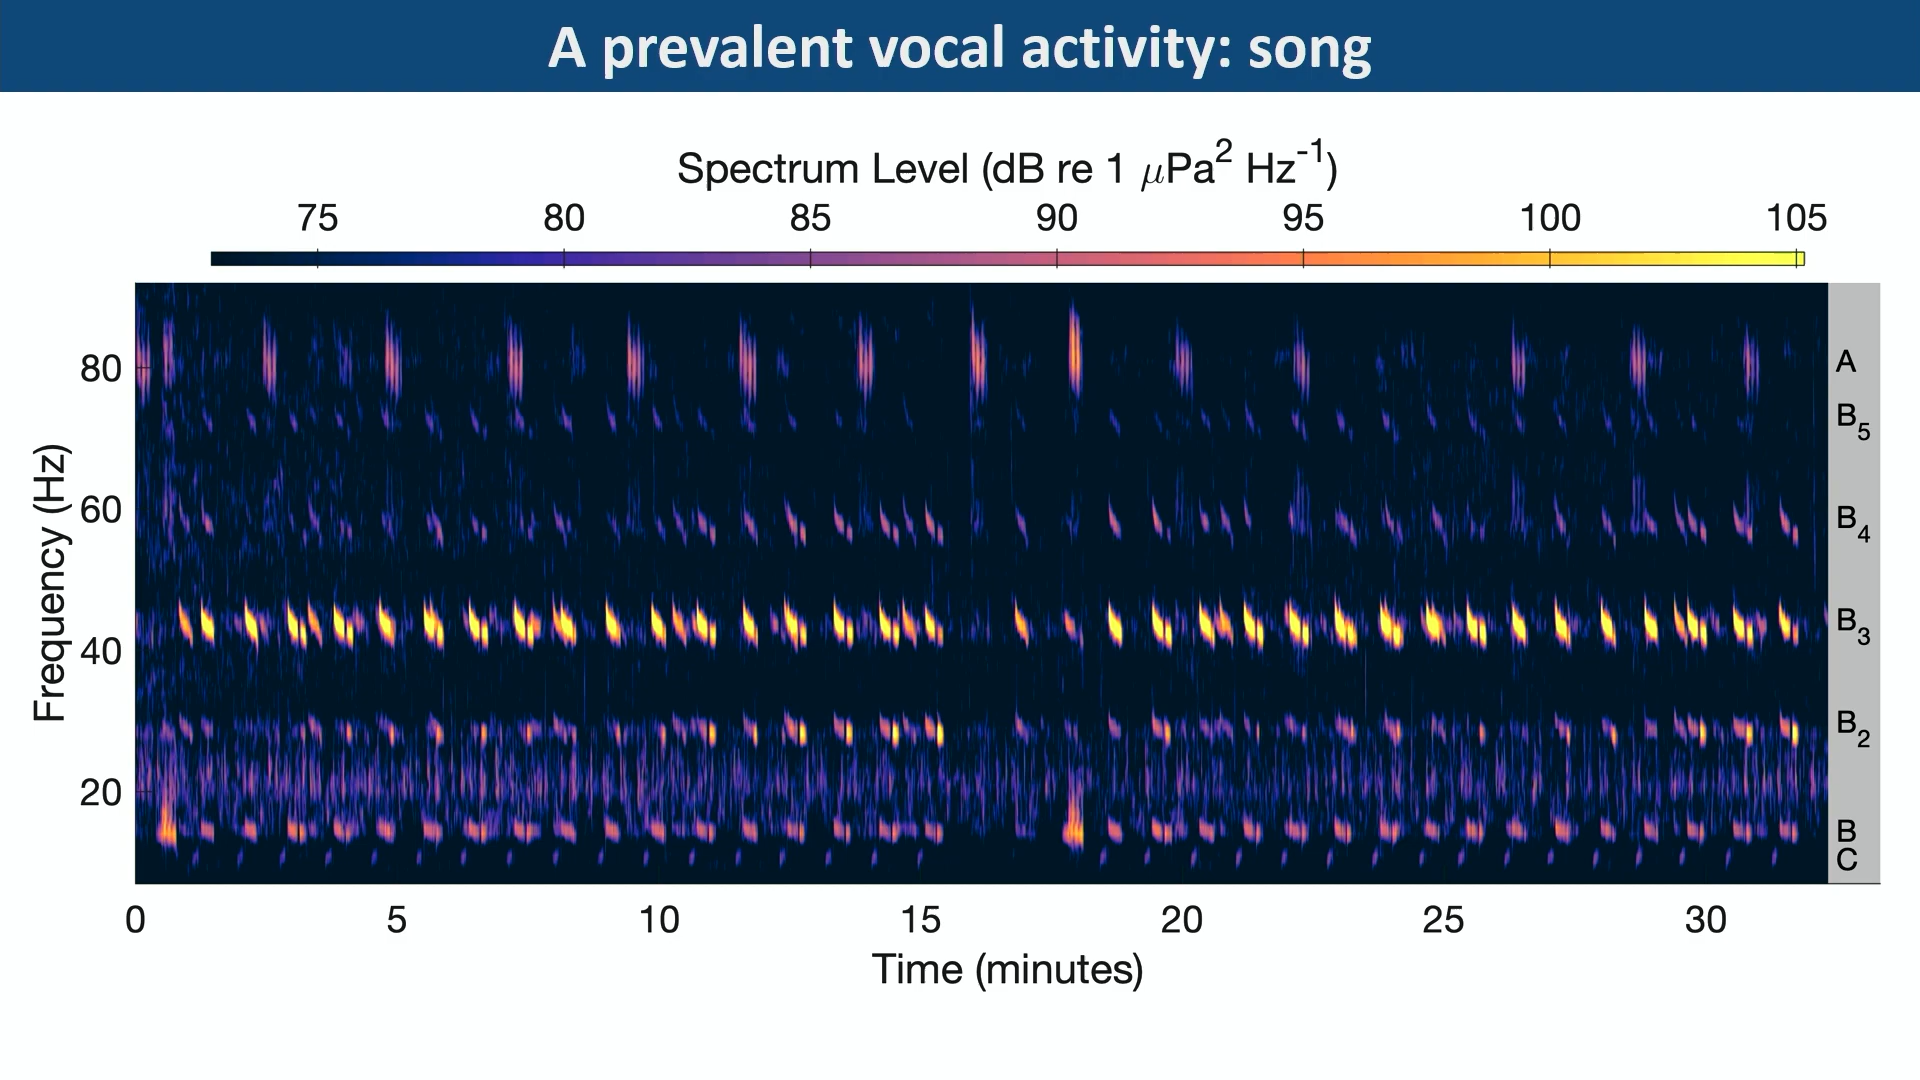 A prevalent vocal activity: song
Spectrum Level (dB re 1 μPa² Hz⁻¹)
75 80 85 90 95 100 105
Frequency (Hz)
80
60
40
20
A
B₅
B₄
B₃
B₂
B
C
0 5 10 15 20 25 30
Time (minutes)